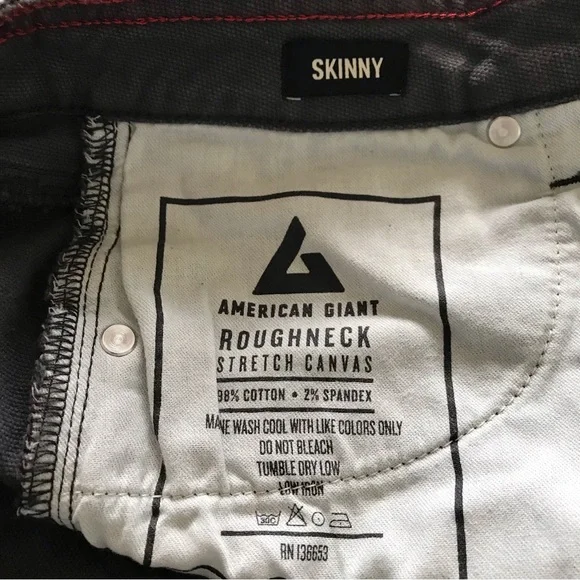 SKINNY
AMERICAN GIANT
ROUGHNECK
STRETCH CANVAS
98% COTTON • 2% SPANDEX
MACHINE WASH COOL WITH LIKE COLORS ONLY
DO NOT BLEACH
TUMBLE DRY LOW
LOW IRON
30C
RN 136653